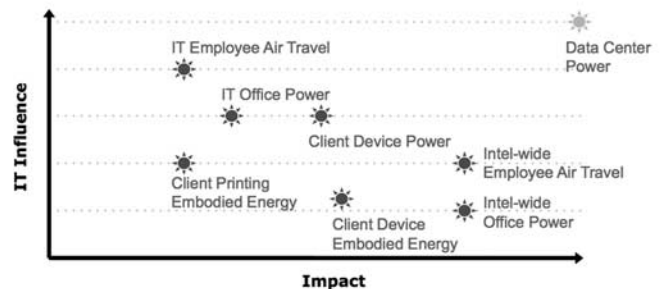 IT Employee Air Travel
Data Center
Power
IT Office Power
Client Device Power
IT Influence
Intel-wide
Employee Air Travel
Client Printing
Embodied Energy
Intel-wide
Office Power
Client Device
Embodied Energy
Impact